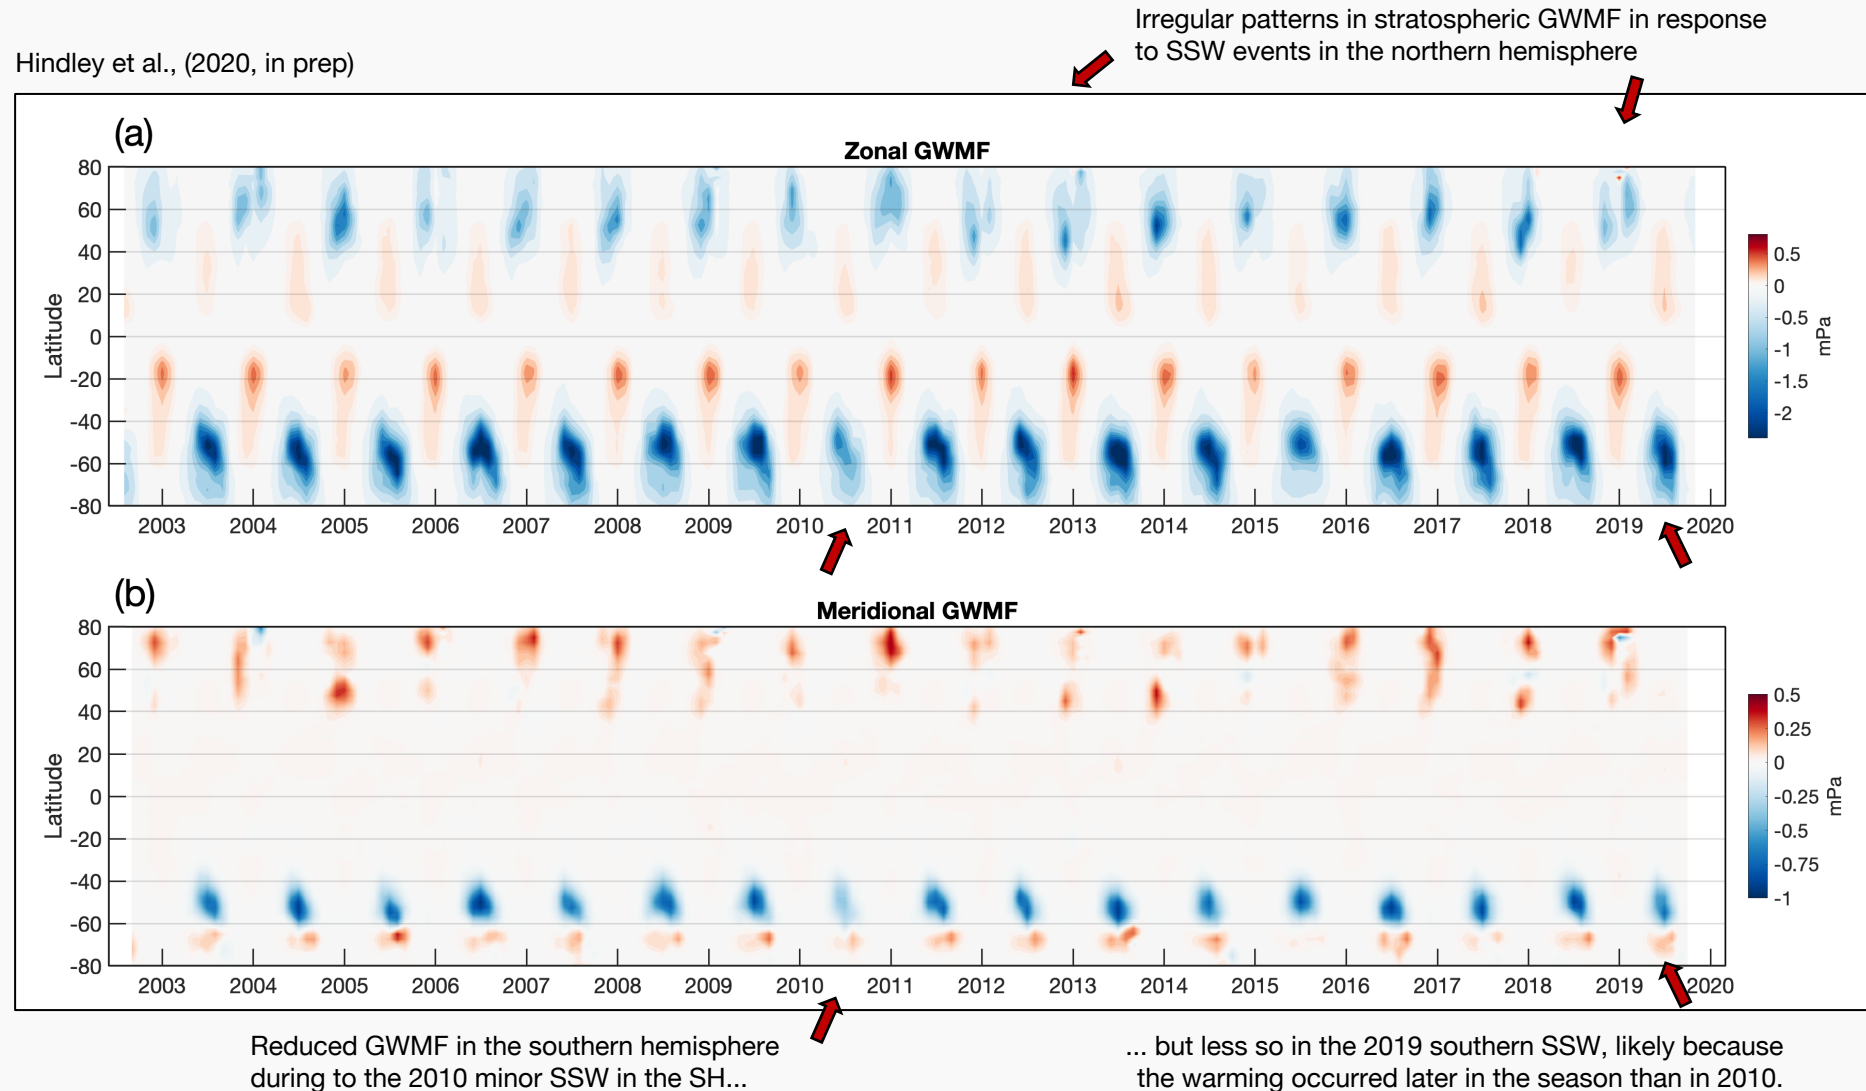 Irregular patterns in stratospheric GWMF in response
to SSW events in the northern hemisphere
Hindley et al., (2020, in prep)
(a)
Zonal GWMF
80
60
40
20
0
-20
-40
-60
-80
Latitude
2003 2004 2005 2006 2007 2008 2009 2010 2011 2012 2013 2014 2015 2016 2017 2018 2019 2020
0.5
0
-0.5
-1
-1.5
-2
mPa
(b)
Meridional GWMF
80
60
40
20
0
-20
-40
-60
-80
Latitude
2003 2004 2005 2006 2007 2008 2009 2010 2011 2012 2013 2014 2015 2016 2017 2018 2019 2020
0.5
0.25
0
-0.25
-0.5
-0.75
-1
mPa
Reduced GWMF in the southern hemisphere
during to the 2010 minor SSW in the SH...
... but less so in the 2019 southern SSW, likely because
the warming occurred later in the season than in 2010.